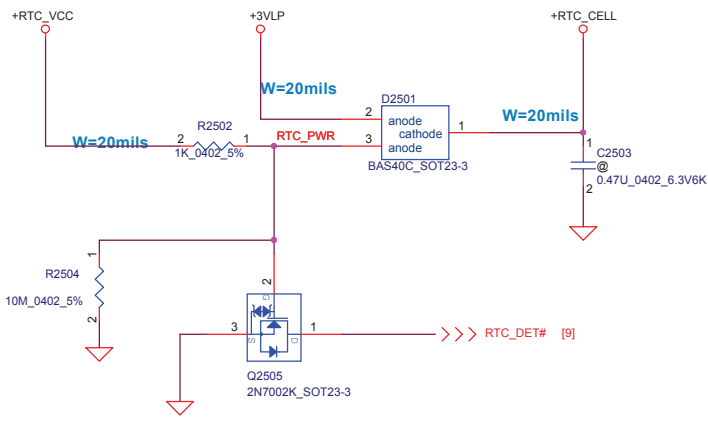 +RTC_VCC
+3VLP
+RTC_CELL
W=20mils
D2501
2
anode
cathode
1
W=20mils
3
anode
BAS40C_SOT23-3
R2502
W=20mils
2
1
RTC_PWR
1K_0402_5%
1
C2503
@
0.47U_0402_6.3V6K
2
1
R2504
10M_0402_5%
2
2
G
3
S
D
1
RTC_DET#
[9]
Q2505
2N7002K_SOT23-3